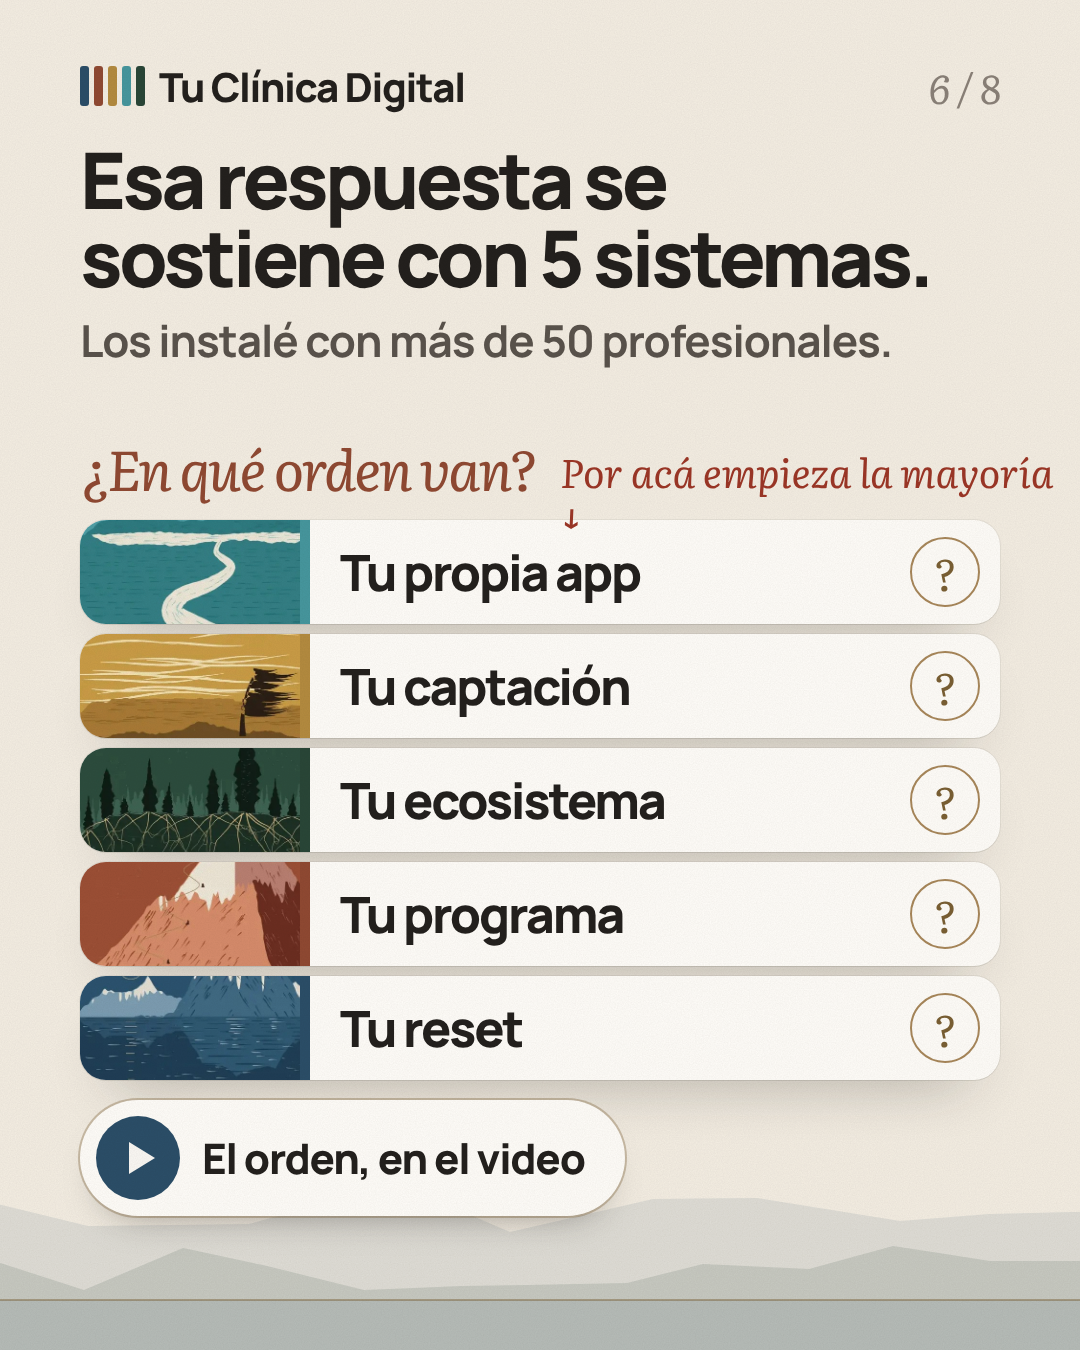 Tu Clínica Digital
6/8
Esa respuesta se
sostiene con 5 sistemas.
Los instalé con más de 50 profesionales.
¿En qué orden van?
Por acá empieza la mayoría
↓
Tu propia app
?
Tu captación
?
Tu ecosistema
?
Tu programa
?
Tu reset
?
El orden, en el video